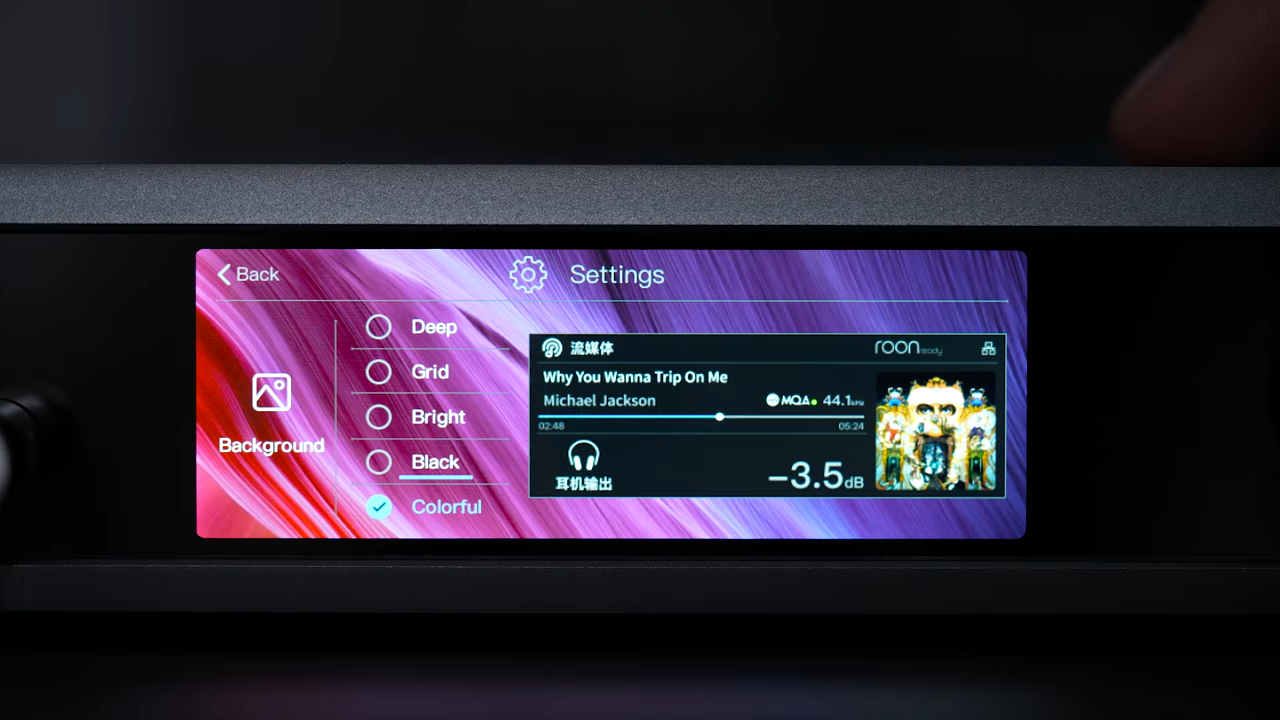 Back
Settings
Background
Deep
Grid
Bright
Black
Colorful
流媒体
roon ready
Why You Wanna Trip On Me
Michael Jackson
MQA 44.1kHz
02:48 05:24
耳机输出
-3.5dB